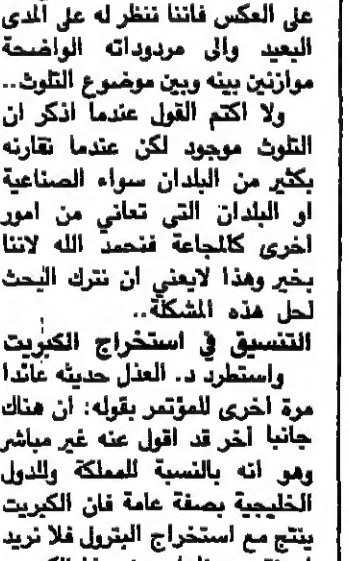 على العكس فاننا ننظر له على المدى
البعيد والى مردوداته الواضحة
موازنين بينه وبين موضوع التلوث..
ولا اكتم القول عندما اذكر ان
التلوث موجود لكن عندما نقارنه
بكثير من البلدان سواء الصناعية
او البلدان التي تعاني من امور
اخرى كالمجاعة فنحمد الله لاننا
بخير وهذا لايعني ان نترك البحث
لحل هذه المشكلة..
التنسيق في استخراج الكبريت
واستطرد د. العذل حديثه عائدا
مرة اخرى للمؤتمر بقوله: ان هناك
جانبا آخر قد اقول عنه غير مباشر
وهو انه بالنسبة للمملكة وللدول
الخليجية بصفة عامة فان الكبريت
ينتج مع استخراج البترول فلا نريد